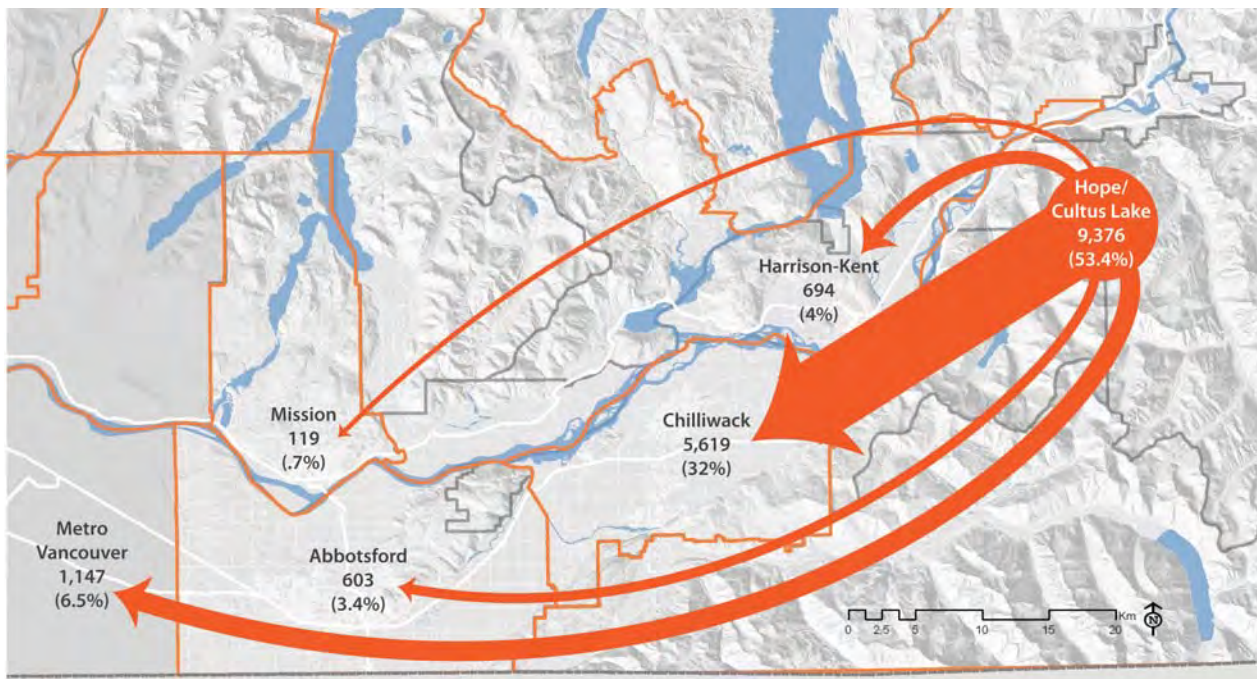 Hope/
Cultus Lake
9,376
(53.4%)
Harrison-Kent
694
(4%)
Mission
119
(.7%)
Chilliwack
5,619
(32%)
Metro
Vancouver
1,147
(6.5%)
Abbotsford
603
(3.4%)
Km
0 2.5 5 10 15 20
N